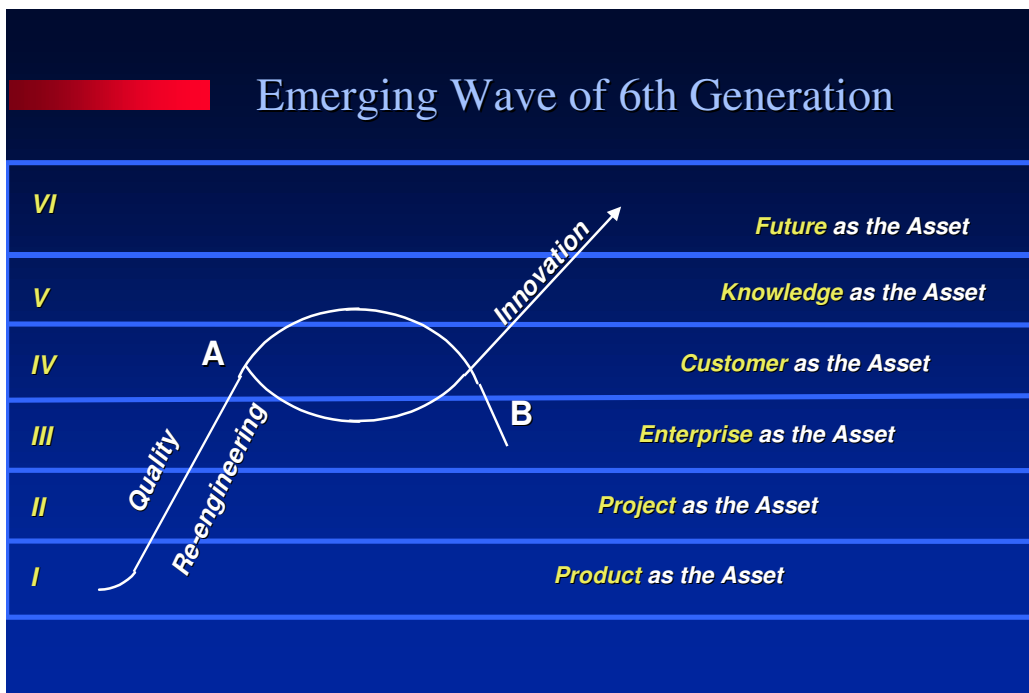 Emerging Wave of 6th Generation
VI
Future as the Asset
V
Knowledge as the Asset
IV
Customer as the Asset
III
Enterprise as the Asset
II
Project as the Asset
I
Product as the Asset
A
B
Quality
Re-engineering
Innovation